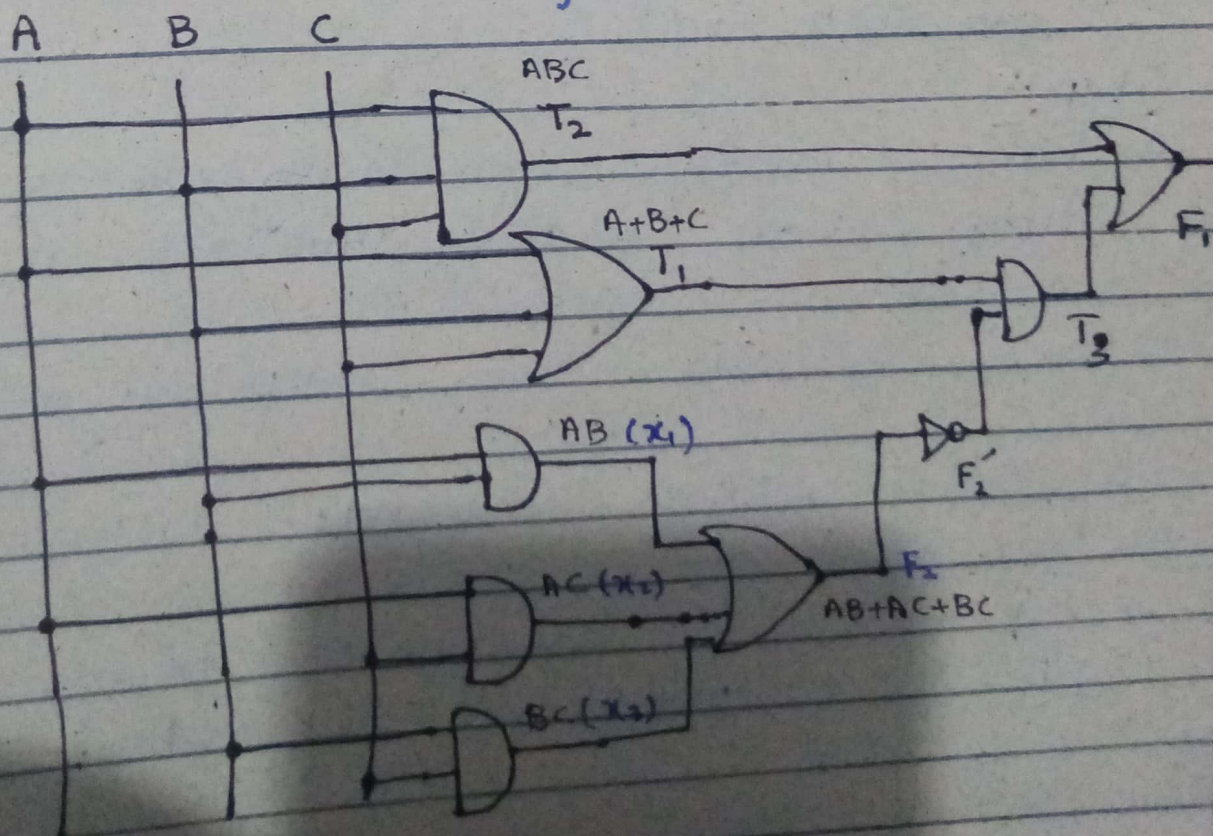 A B C
ABC
T2
A+B+C
T1
F1
T3
AB (x1)
F2'
AC (x2)
F2
AB+AC+BC
BC (x3)